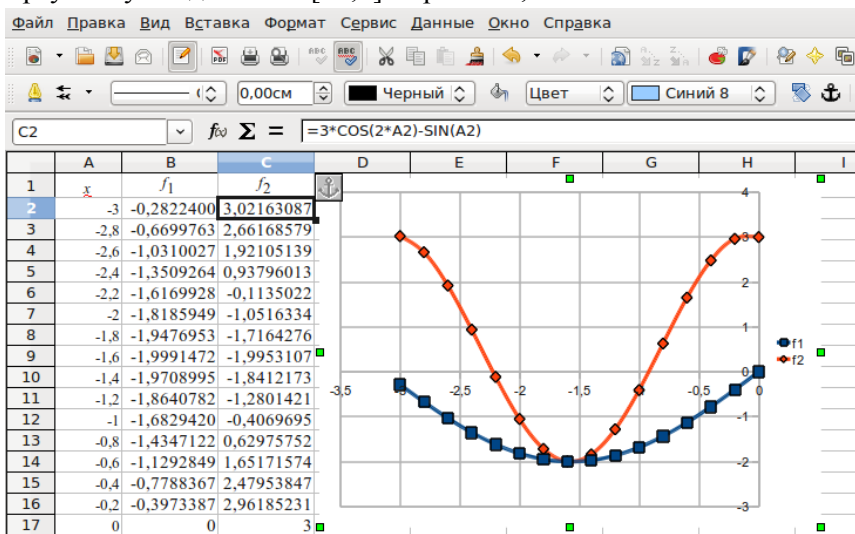 Файл Правка Вид Вставка Формат Сервис Данные Окно Справка
0,00см Черный Цвет Синий 8
C2 f(x) Σ = =3*COS(2*A2)-SIN(A2)
A B C D E F G H I
1 x f1 f2
2 -3 -0,2822400 3,02163087
3 -2,8 -0,6699763 2,66168579
4 -2,6 -1,0310027 1,92105139
5 -2,4 -1,3509264 0,93796013
6 -2,2 -1,6169928 -0,1135022
7 -2 -1,8185949 -1,0516334
8 -1,8 -1,9476953 -1,7164276
9 -1,6 -1,9991472 -1,9953107
10 -1,4 -1,9708995 -1,8412173
11 -1,2 -1,8640782 -1,2801421
12 -1 -1,6829420 -0,4069695
13 -0,8 -1,4347122 0,62975752
14 -0,6 -1,1292849 1,65171574
15 -0,4 -0,7788367 2,47953847
16 -0,2 -0,3973387 2,96185231
17 0 0 3
4
3
2
1
0
-1
-2
-3
-3,5 -3 -2,5 -2 -1,5 -1 -0,5 0
f1
f2